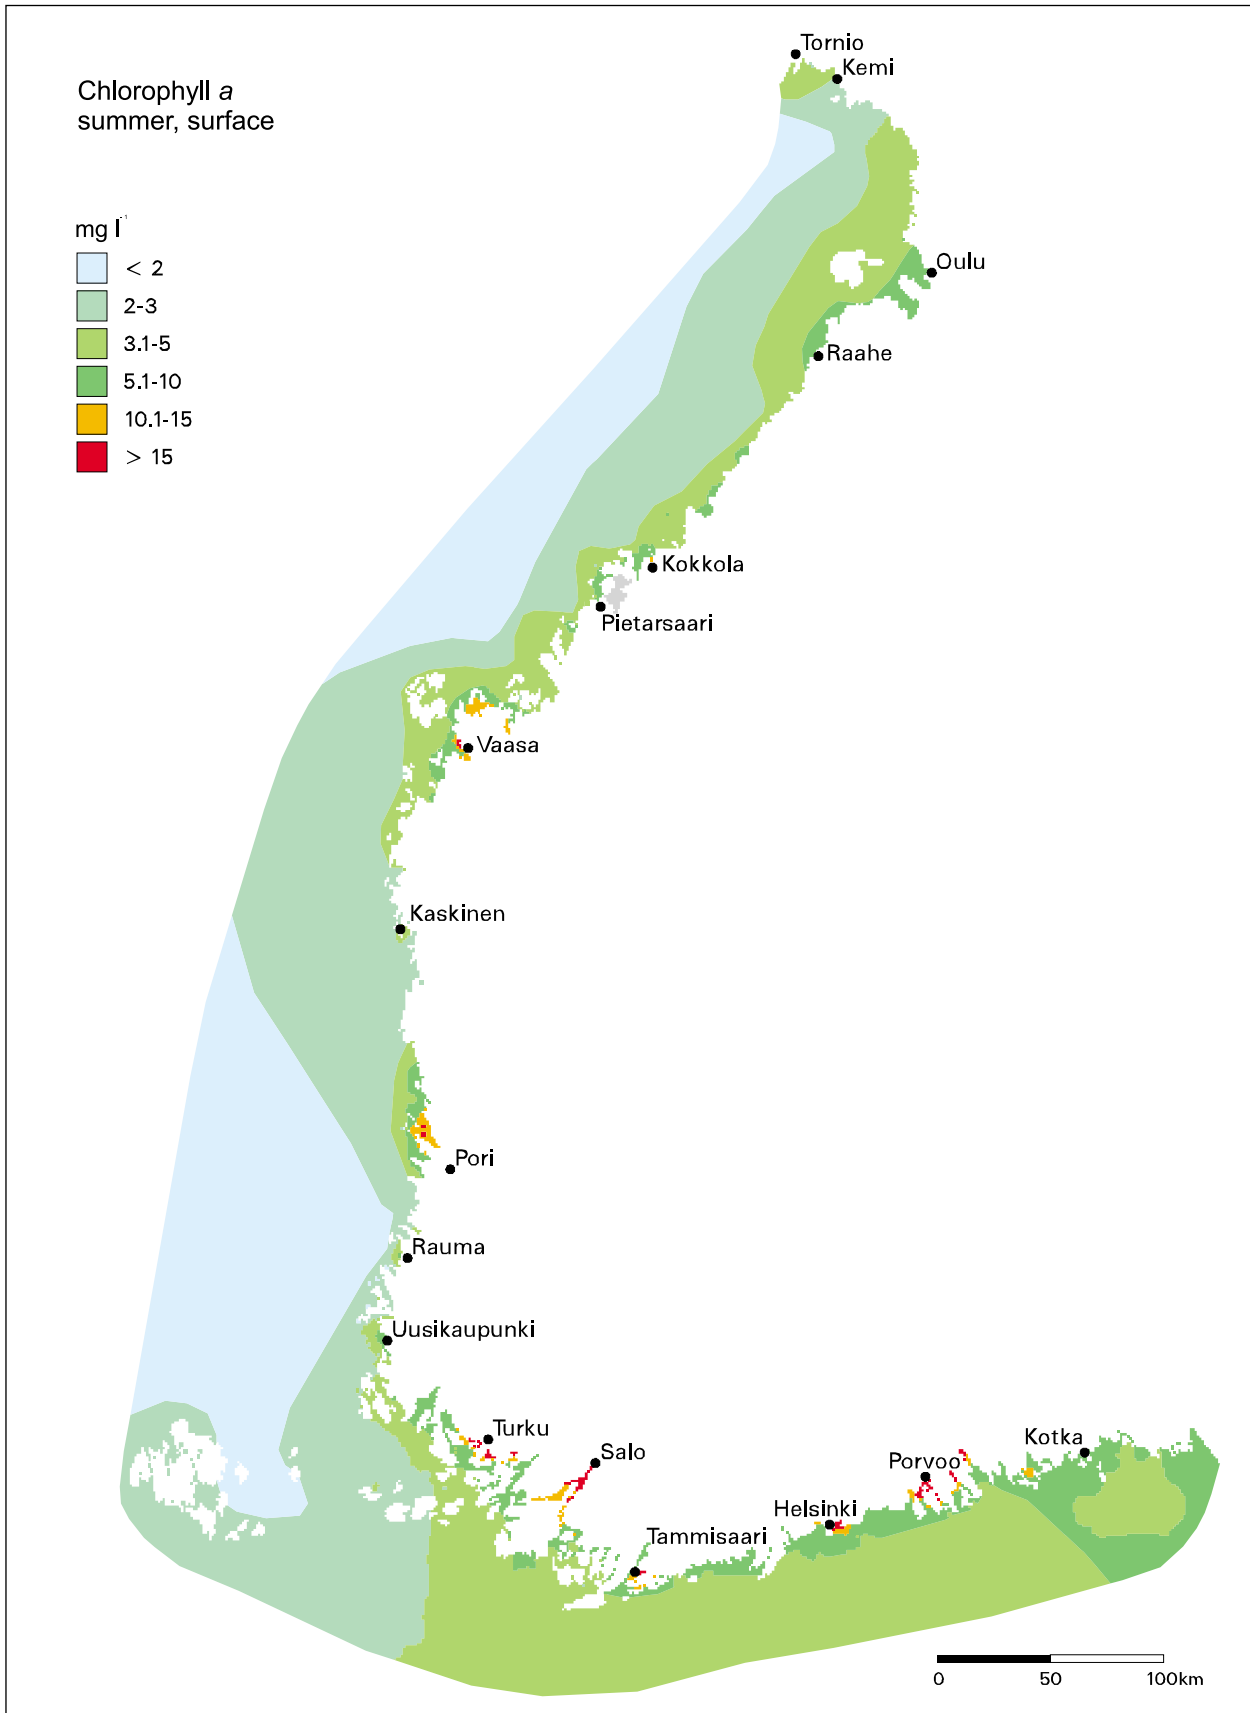 Chlorophyll a
summer, surface
mg l⁻¹
< 2
2-3
3.1-5
5.1-10
10.1-15
> 15
Tornio
Kemi
Oulu
Raahe
Kokkola
Pietarsaari
Vaasa
Kaskinen
Pori
Rauma
Uusikaupunki
Turku
Salo
Tammisaari
Helsinki
Porvoo
Kotka
0 50 100km